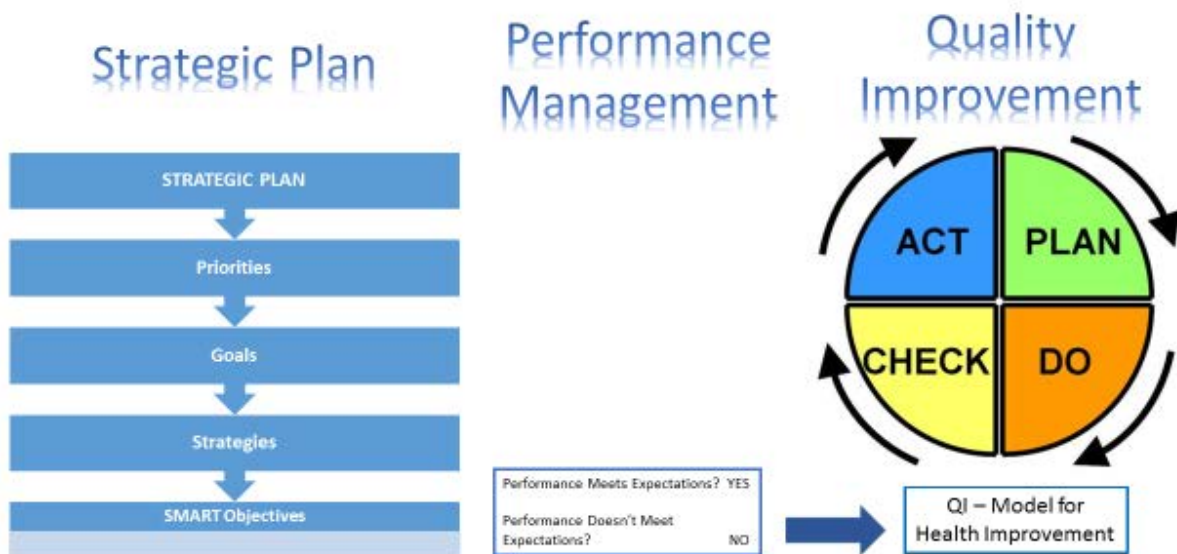 Strategic Plan
Performance
Management
Quality
Improvement
STRATEGIC PLAN
Priorities
Goals
Strategies
SMART Objectives
Performance Meets Expectations? YES
Performance Doesn't Meet
Expectations? NO
ACT
PLAN
CHECK
DO
QI – Model for
Health Improvement